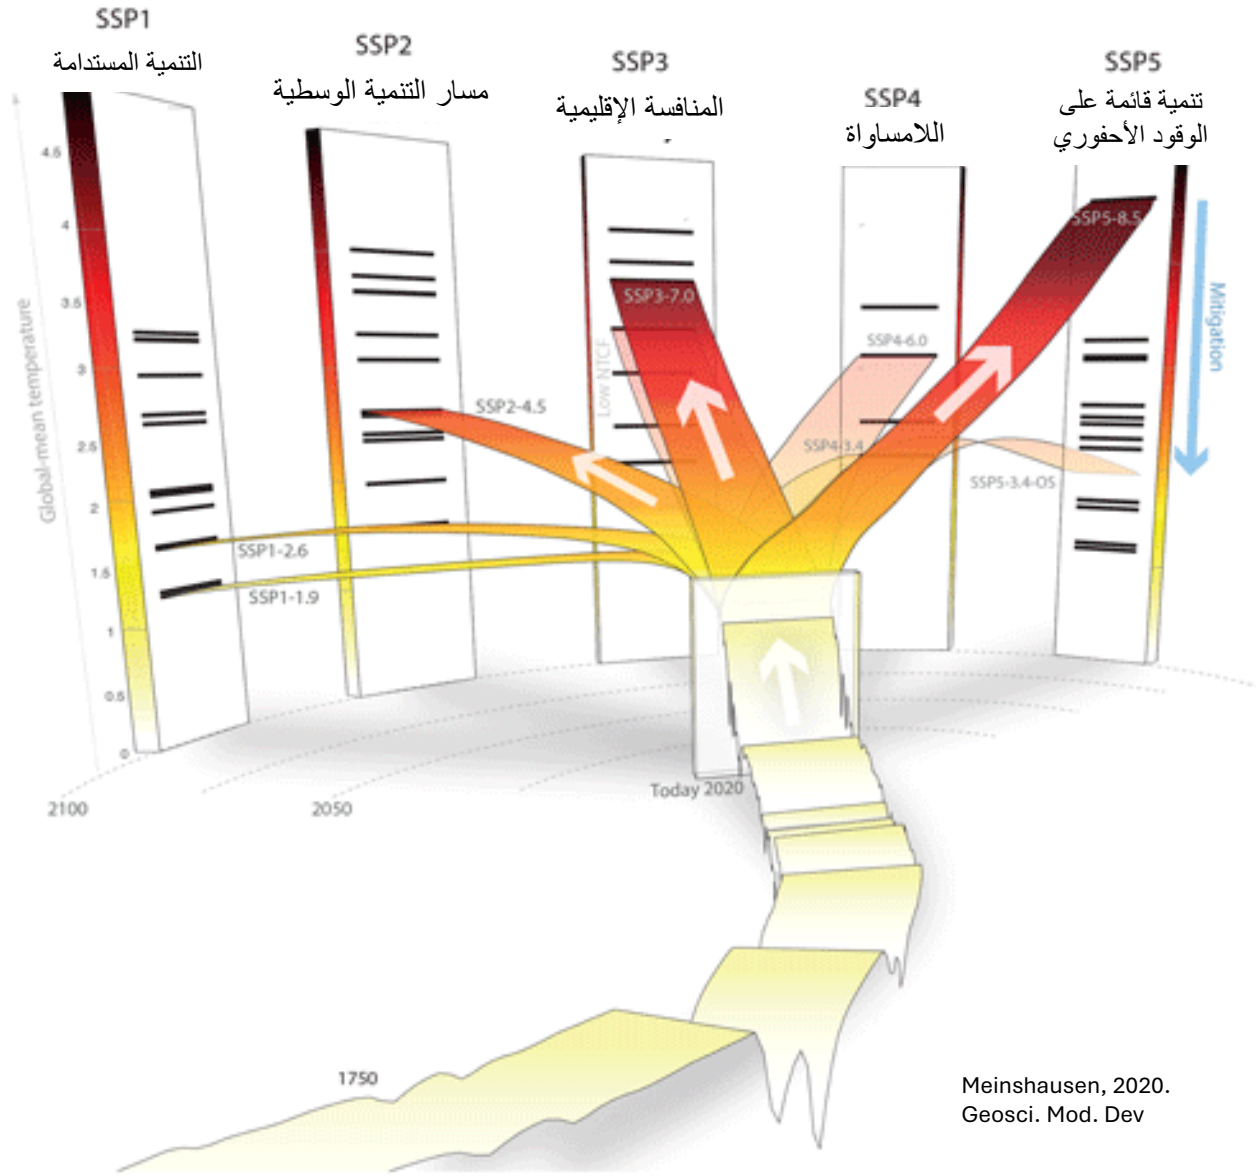 SSP1
التنمية المستدامة
SSP2
مسار التنمية الوسطية
SSP3
المنافسة الإقليمية
SSP4
اللامساواة
SSP5
تنمية قائمة على
الوقود الأحفوري
Global-mean temperature
4.5
4
3.5
3
2.5
2
1.5
1
0.5
0
SSP1-2.6
SSP1-1.9
SSP2-4.5
Low NTCF
SSP3-7.0
SSP4-6.0
SSP4-3.4
SSP5-8.5
SSP5-3.4-OS
Mitigation
2100
2050
Today 2020
1750
Meinshausen, 2020.
Geosci. Mod. Dev